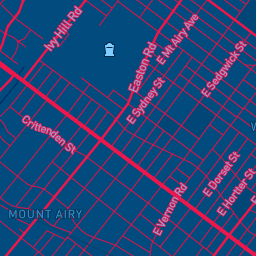 Ivy Hill Rd
Easton Rd
E Mt Airy Ave
E Sedgwick St
E Sydney St
Crittenden St
E Dorset St
E Hortter St
E Vernon Rd
MOUNT AIRY